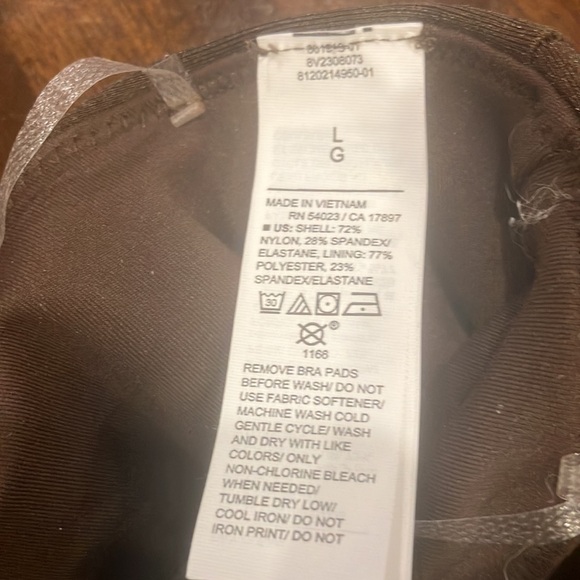 8V2308073
8120214950-01
L
G
MADE IN VIETNAM
RN 54023 / CA 17897
US: SHELL: 72%
NYLON, 28% SPANDEX/
ELASTANE, LINING: 77%
POLYESTER, 23%
SPANDEX/ELASTANE
30
®
1166
REMOVE BRA PADS
BEFORE WASH/ DO NOT
USE FABRIC SOFTENER/
MACHINE WASH COLD
GENTLE CYCLE/ WASH
AND DRY WITH LIKE
COLORS/ ONLY
NON-CHLORINE BLEACH
WHEN NEEDED/
TUMBLE DRY LOW/
COOL IRON/ DO NOT
IRON PRINT/ DO NOT